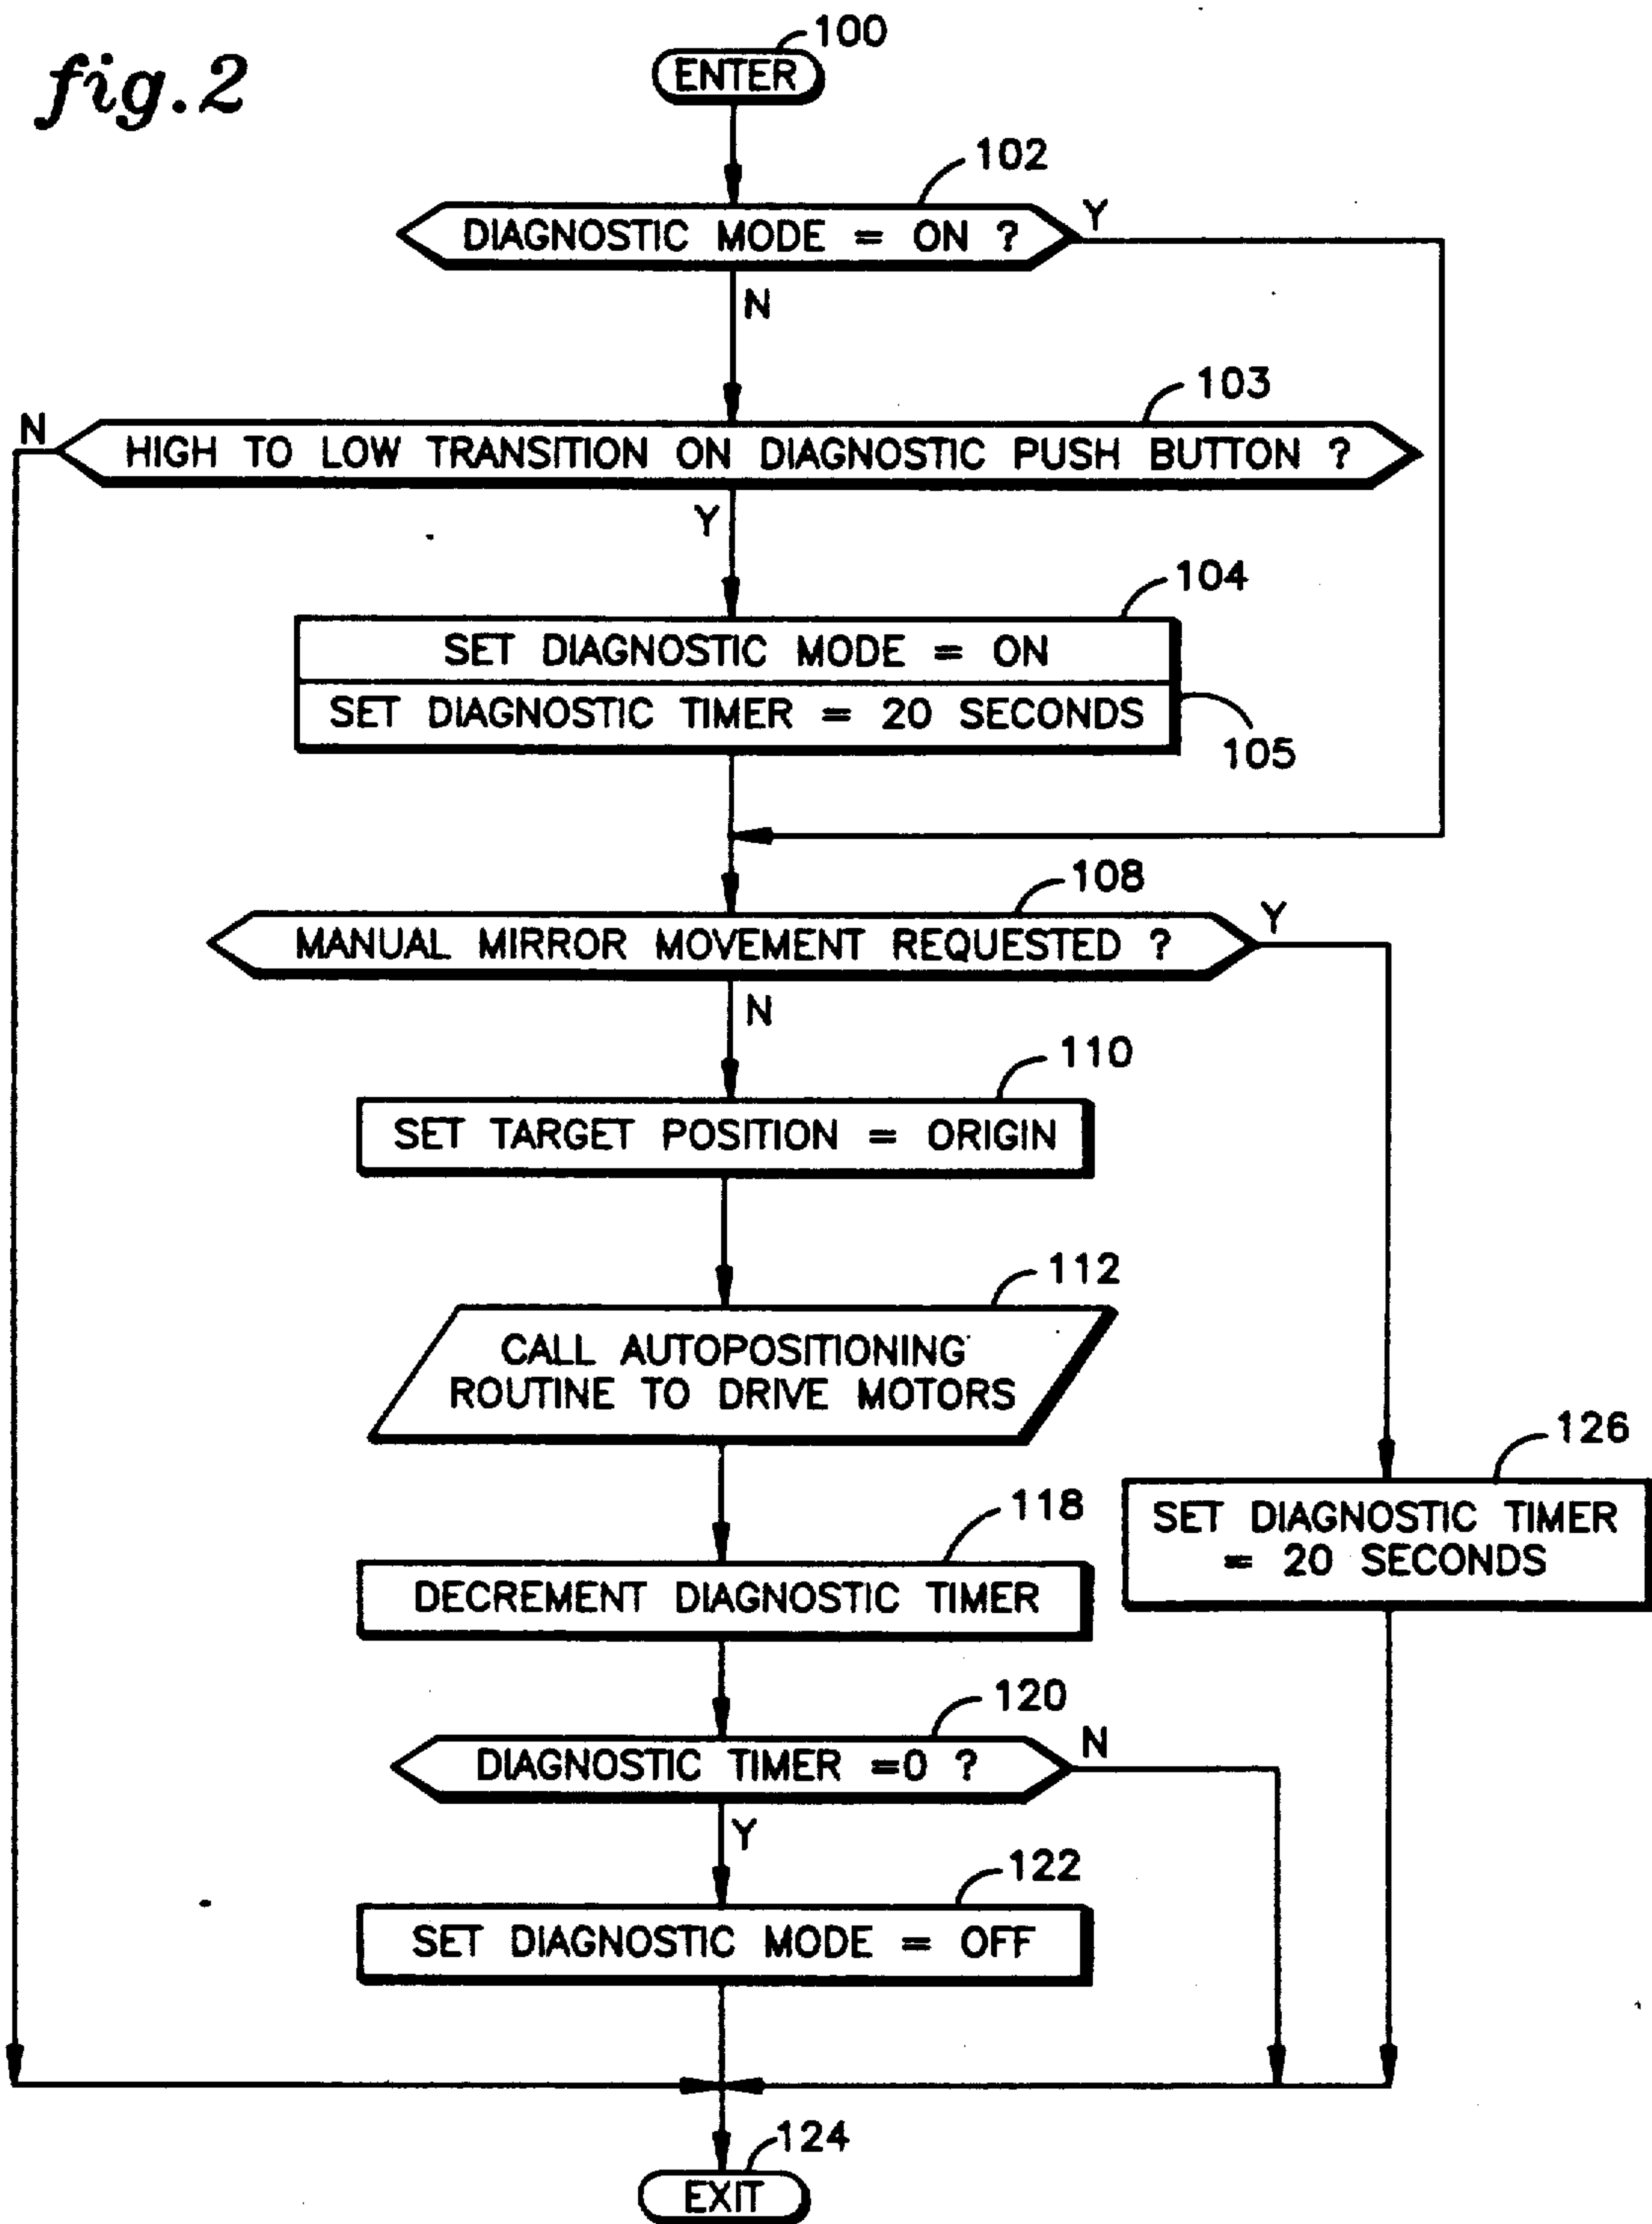 fig.2
100
ENTER
102
DIAGNOSTIC MODE = ON ?
Y
N
103
N
HIGH TO LOW TRANSITION ON DIAGNOSTIC PUSH BUTTON ?
Y
104
SET DIAGNOSTIC MODE = ON
SET DIAGNOSTIC TIMER = 20 SECONDS
105
108
MANUAL MIRROR MOVEMENT REQUESTED ?
Y
N
110
SET TARGET POSITION = ORIGIN
112
CALL AUTOPOSITIONING
ROUTINE TO DRIVE MOTORS
126
SET DIAGNOSTIC TIMER
= 20 SECONDS
118
DECREMENT DIAGNOSTIC TIMER
120
DIAGNOSTIC TIMER =0 ?
N
Y
122
SET DIAGNOSTIC MODE = OFF
124
EXIT